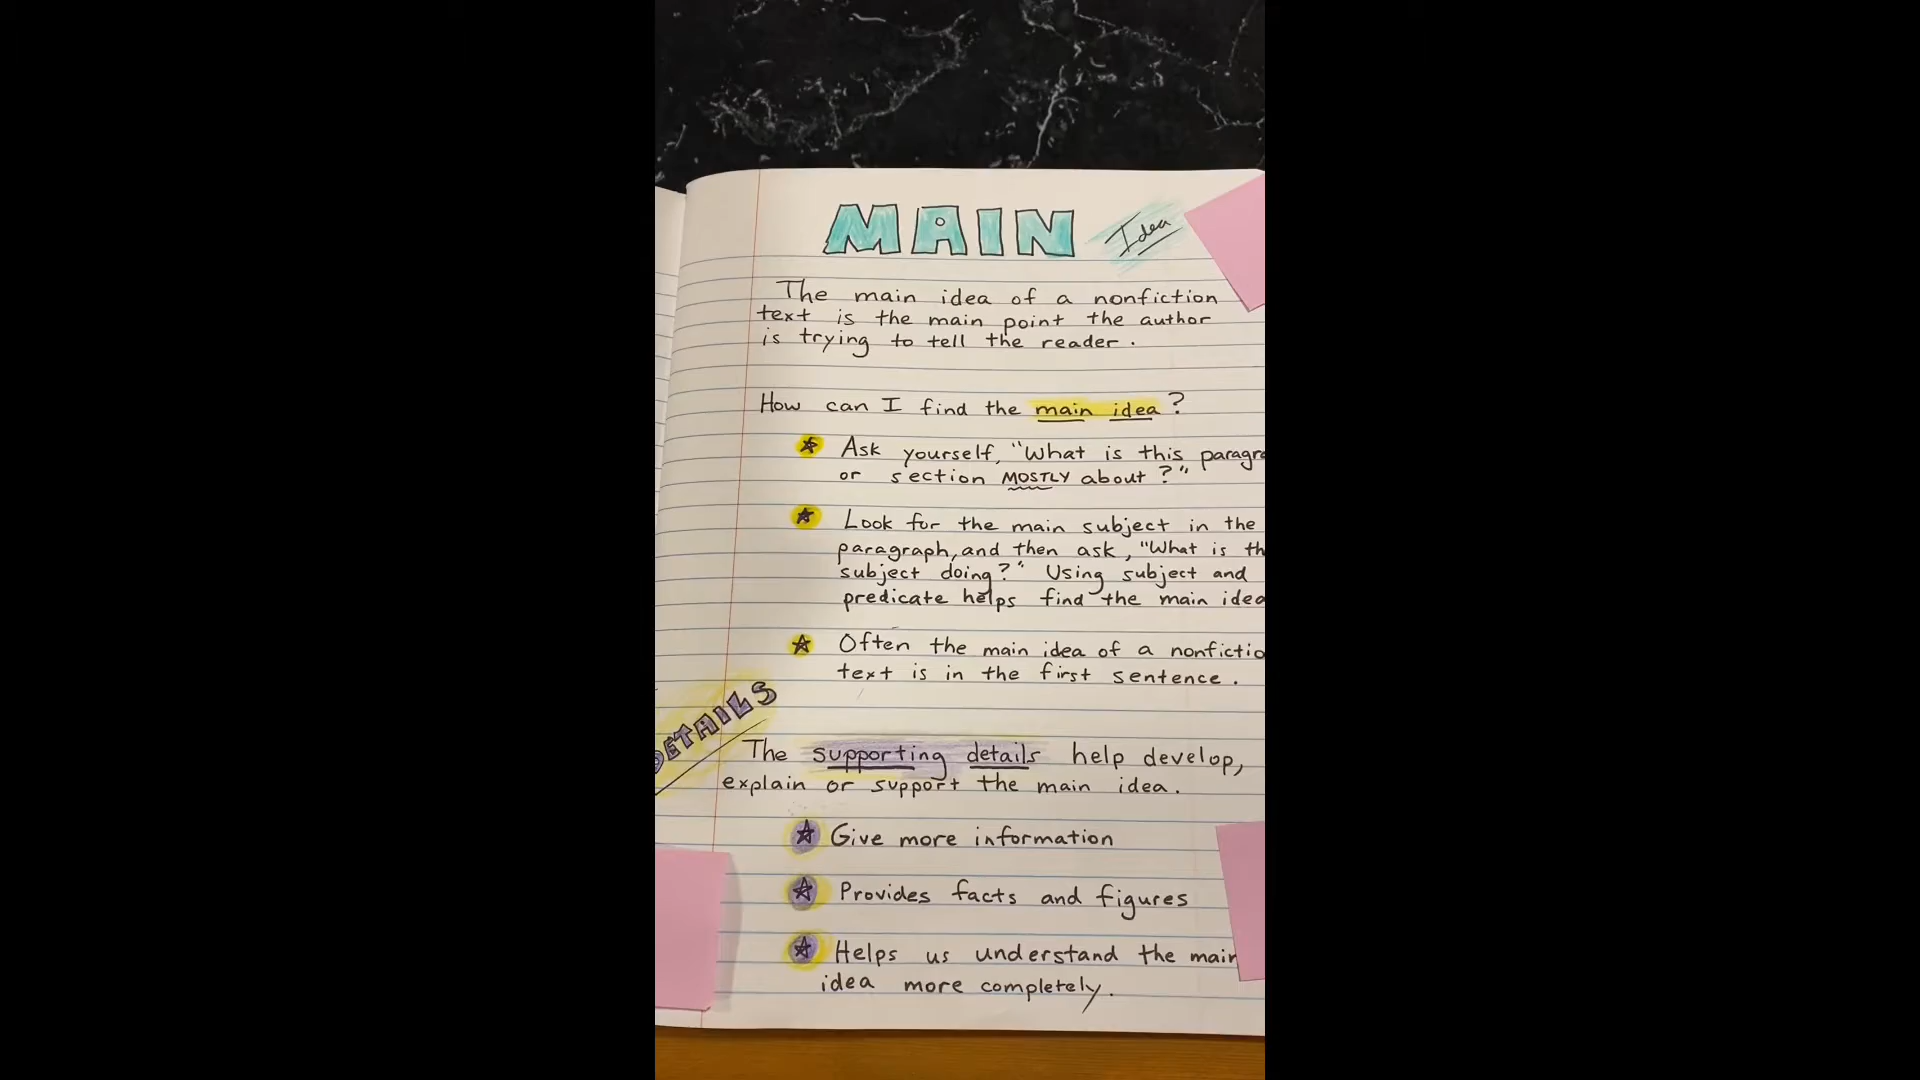 MAIN Idea
The main idea of a nonfiction
text is the main point the author
is trying to tell the reader.
How can I find the main idea?
Ask yourself, "What is this
or section MOSTLY about?"
Look for the main subject in the
paragraph, and then ask, "What is
subject doing?" Using subject and
predicate helps find the main idea
Often the main idea of a
text is in the first sentence.
DETAILS
The supporting details help develop,
explain or support the main idea.
Give more information
Provides facts and figures
Helps us understand the main
idea more completely.